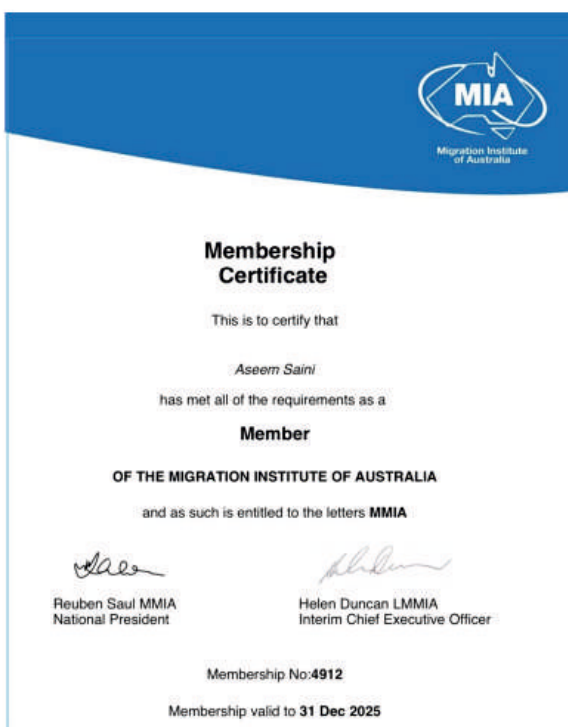 MIA
Migration Institute
of Australia
Membership
Certificate
This is to certify that
Aseem Saini
has met all of the requirements as a
Member
OF THE MIGRATION INSTITUTE OF AUSTRALIA
and as such is entitled to the letters MMIA
Reuben Saul MMIA
National President
Helen Duncan LMMIA
Interim Chief Executive Officer
Membership No:4912
Membership valid to 31 Dec 2025